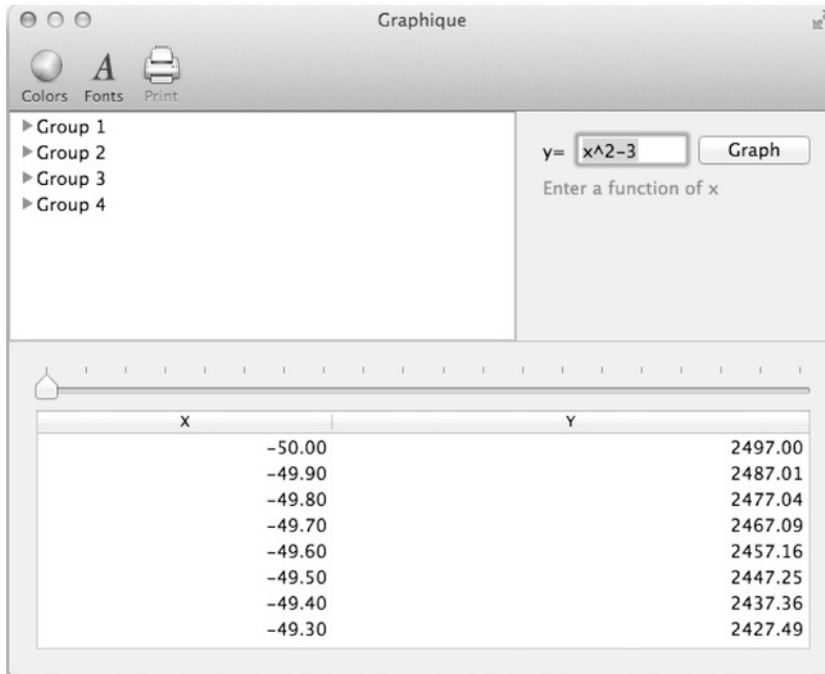 Graphique
Colors Fonts Print
Group 1
Group 2
Group 3
Group 4
y= x^2-3 Graph
Enter a function of x
X Y
-50.00 2497.00
-49.90 2487.01
-49.80 2477.04
-49.70 2467.09
-49.60 2457.16
-49.50 2447.25
-49.40 2437.36
-49.30 2427.49